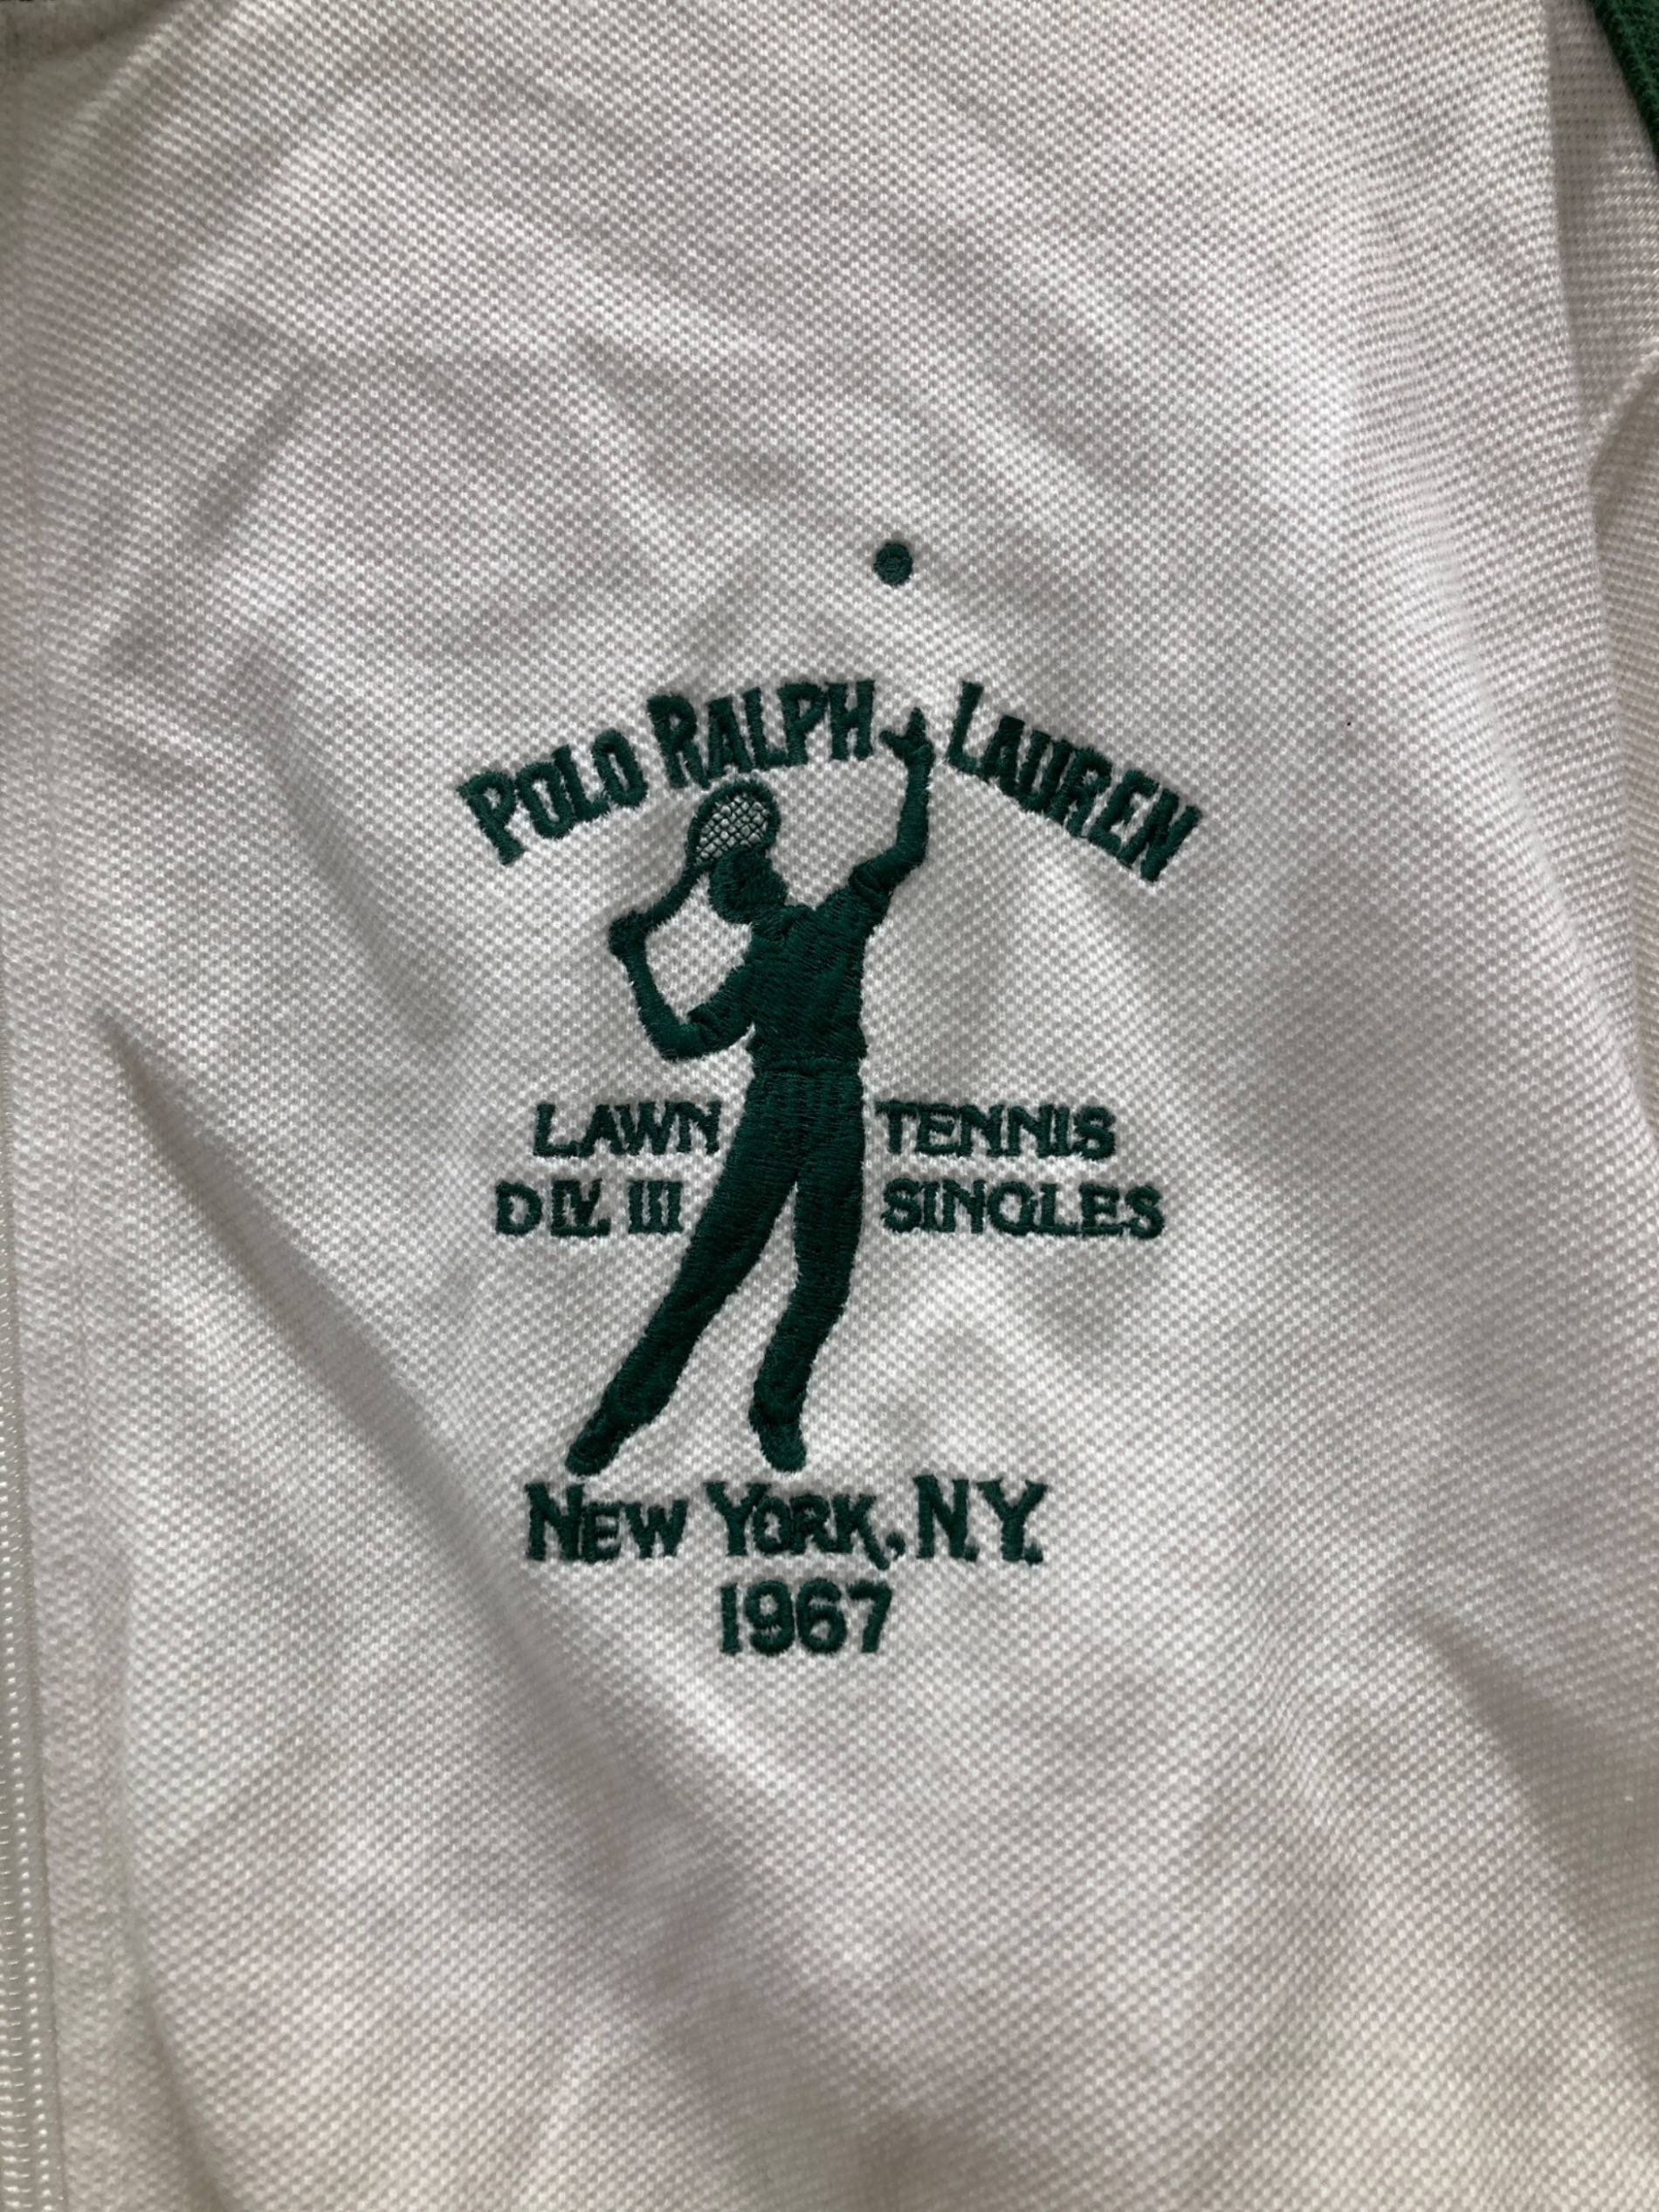 POLO RALPH LAUREN
LAWN TENNIS
DIV. III SINGLES
NEW YORK, N.Y.
1967